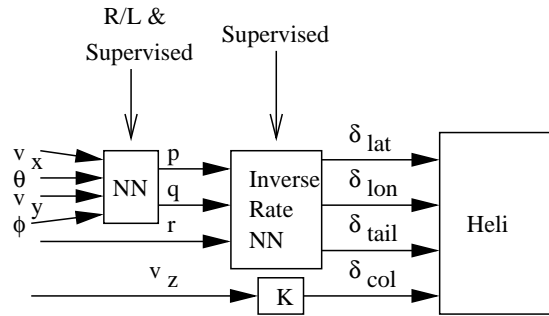 R/L &
Supervised
Supervised
v x
θ
v y
ϕ
NN
p
q
r
Inverse
Rate
NN
δ lat
δ lon
δ tail
δ col
Heli
v z
K